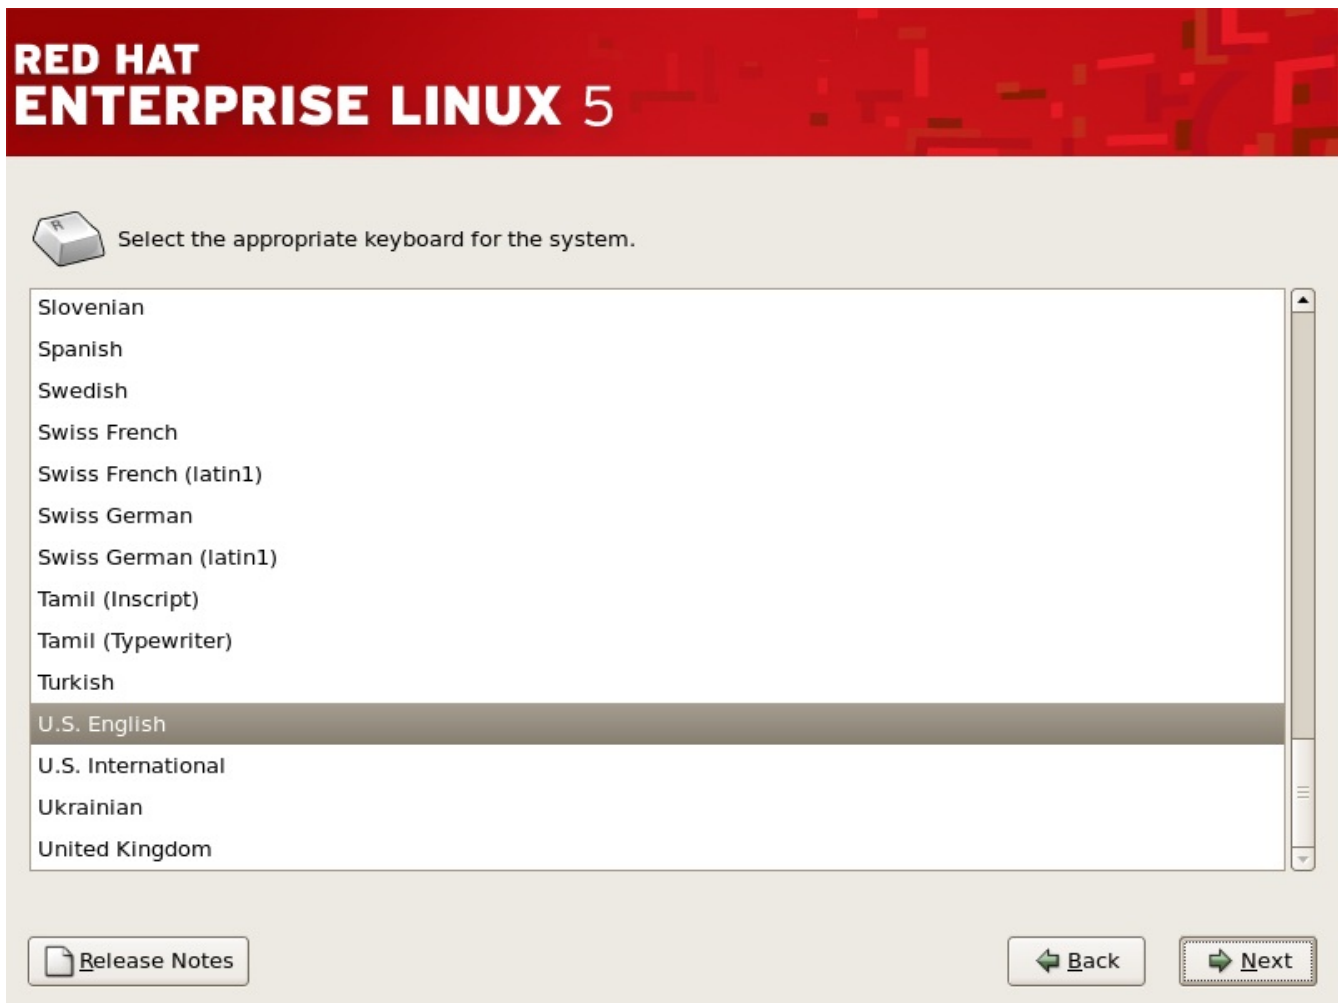 RED HAT
ENTERPRISE LINUX 5
R
Select the appropriate keyboard for the system.
Slovenian
Spanish
Swedish
Swiss French
Swiss French (latin1)
Swiss German
Swiss German (latin1)
Tamil (Inscript)
Tamil (Typewriter)
Turkish
U.S. English
U.S. International
Ukrainian
United Kingdom
Release Notes
Back
Next